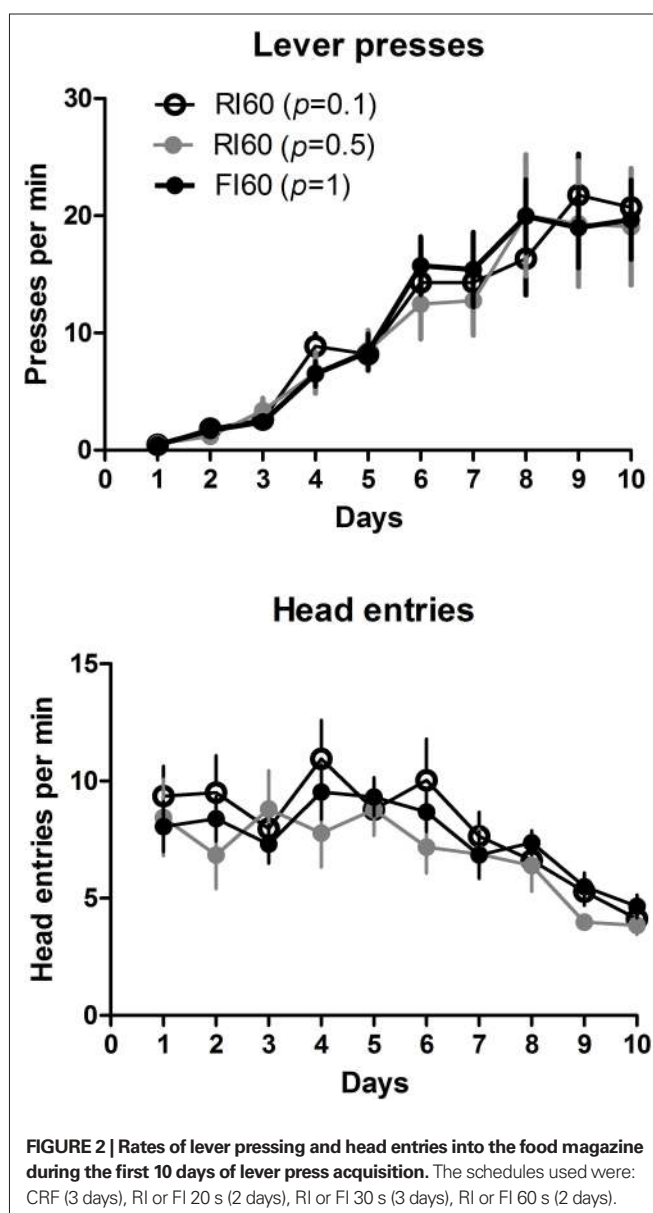 Lever presses
RI60 (p=0.1)
RI60 (p=0.5)
FI60 (p=1)
Presses per min
30
20
10
0
0 1 2 3 4 5 6 7 8 9 10
Days
Head entries
Head entries per min
15
10
5
0
0 1 2 3 4 5 6 7 8 9 10
Days
FIGURE 2 | Rates of lever pressing and head entries into the food magazine
during the first 10 days of lever press acquisition. The schedules used were:
CRF (3 days), RI or FI 20 s (2 days), RI or FI 30 s (3 days), RI or FI 60 s (2 days).